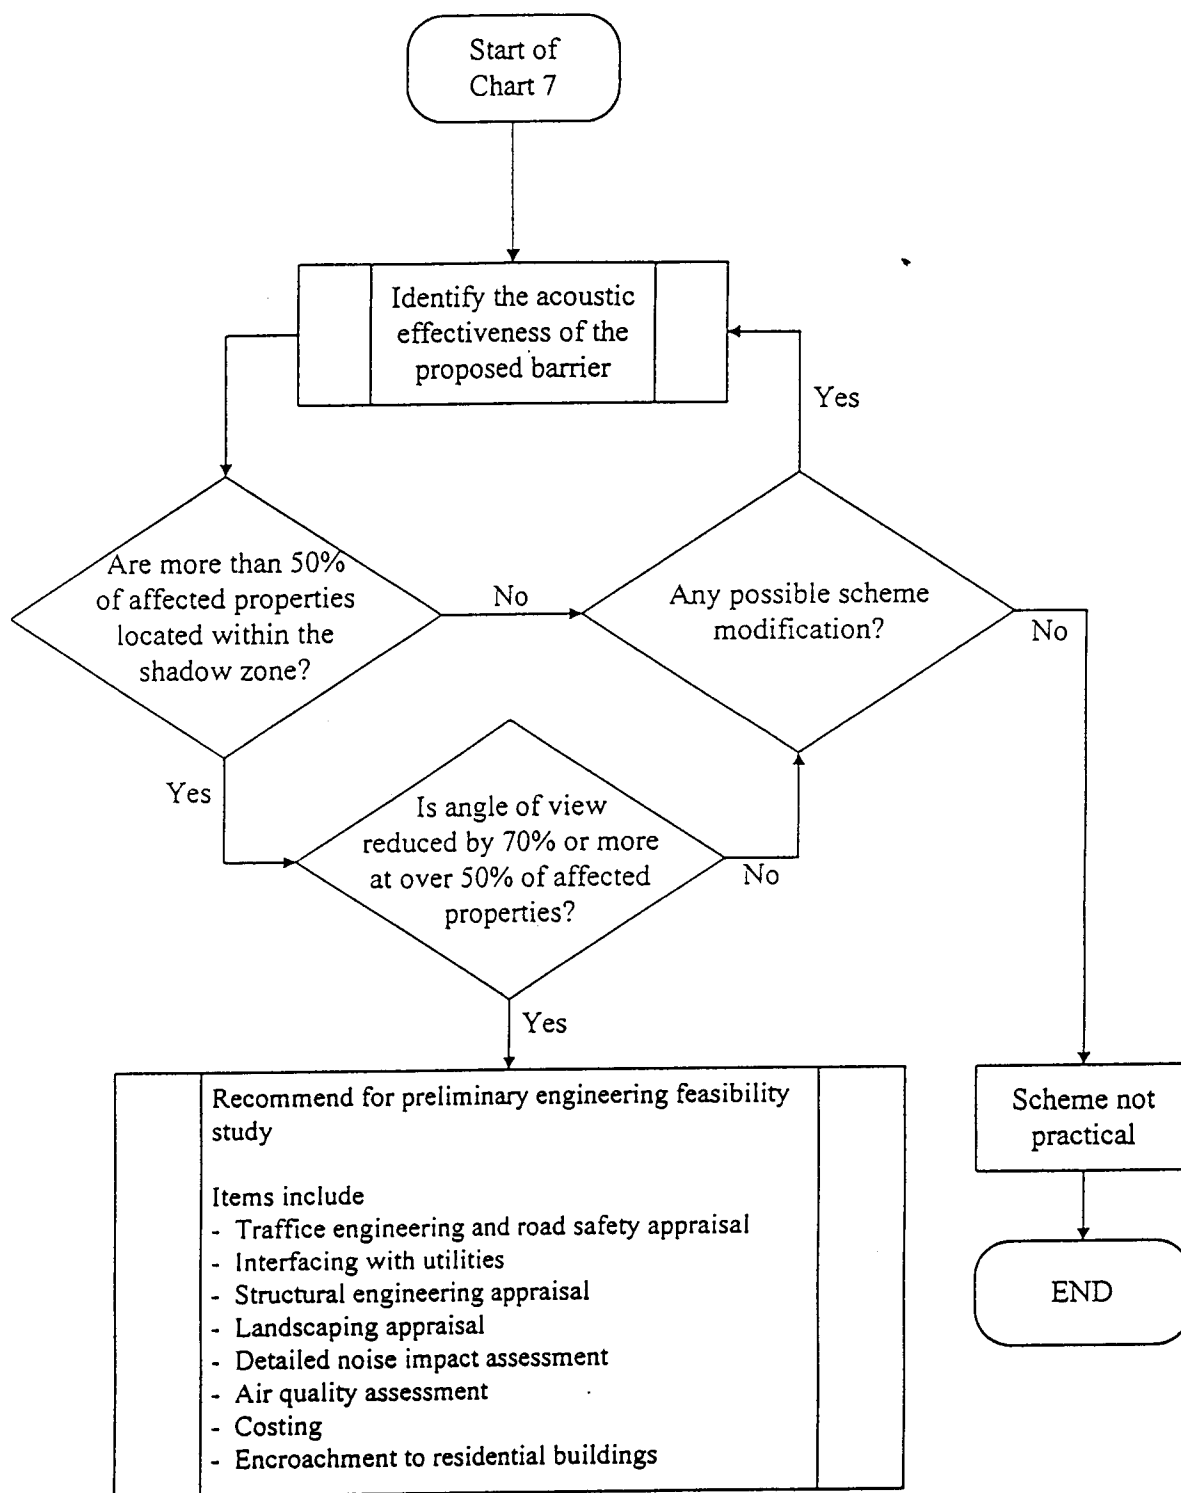 Start of
Chart 7
Identify the acoustic
effectiveness of the
proposed barrier
Yes
Are more than 50%
of affected properties
located within the
shadow zone?
No
Any possible scheme
modification?
No
Yes
Is angle of view
reduced by 70% or more
at over 50% of affected
properties?
No
Yes
Recommend for preliminary engineering feasibility
study
Items include
- Traffice engineering and road safety appraisal
- Interfacing with utilities
- Structural engineering appraisal
- Landscaping appraisal
- Detailed noise impact assessment
- Air quality assessment
- Costing
- Encroachment to residential buildings
Scheme not
practical
END